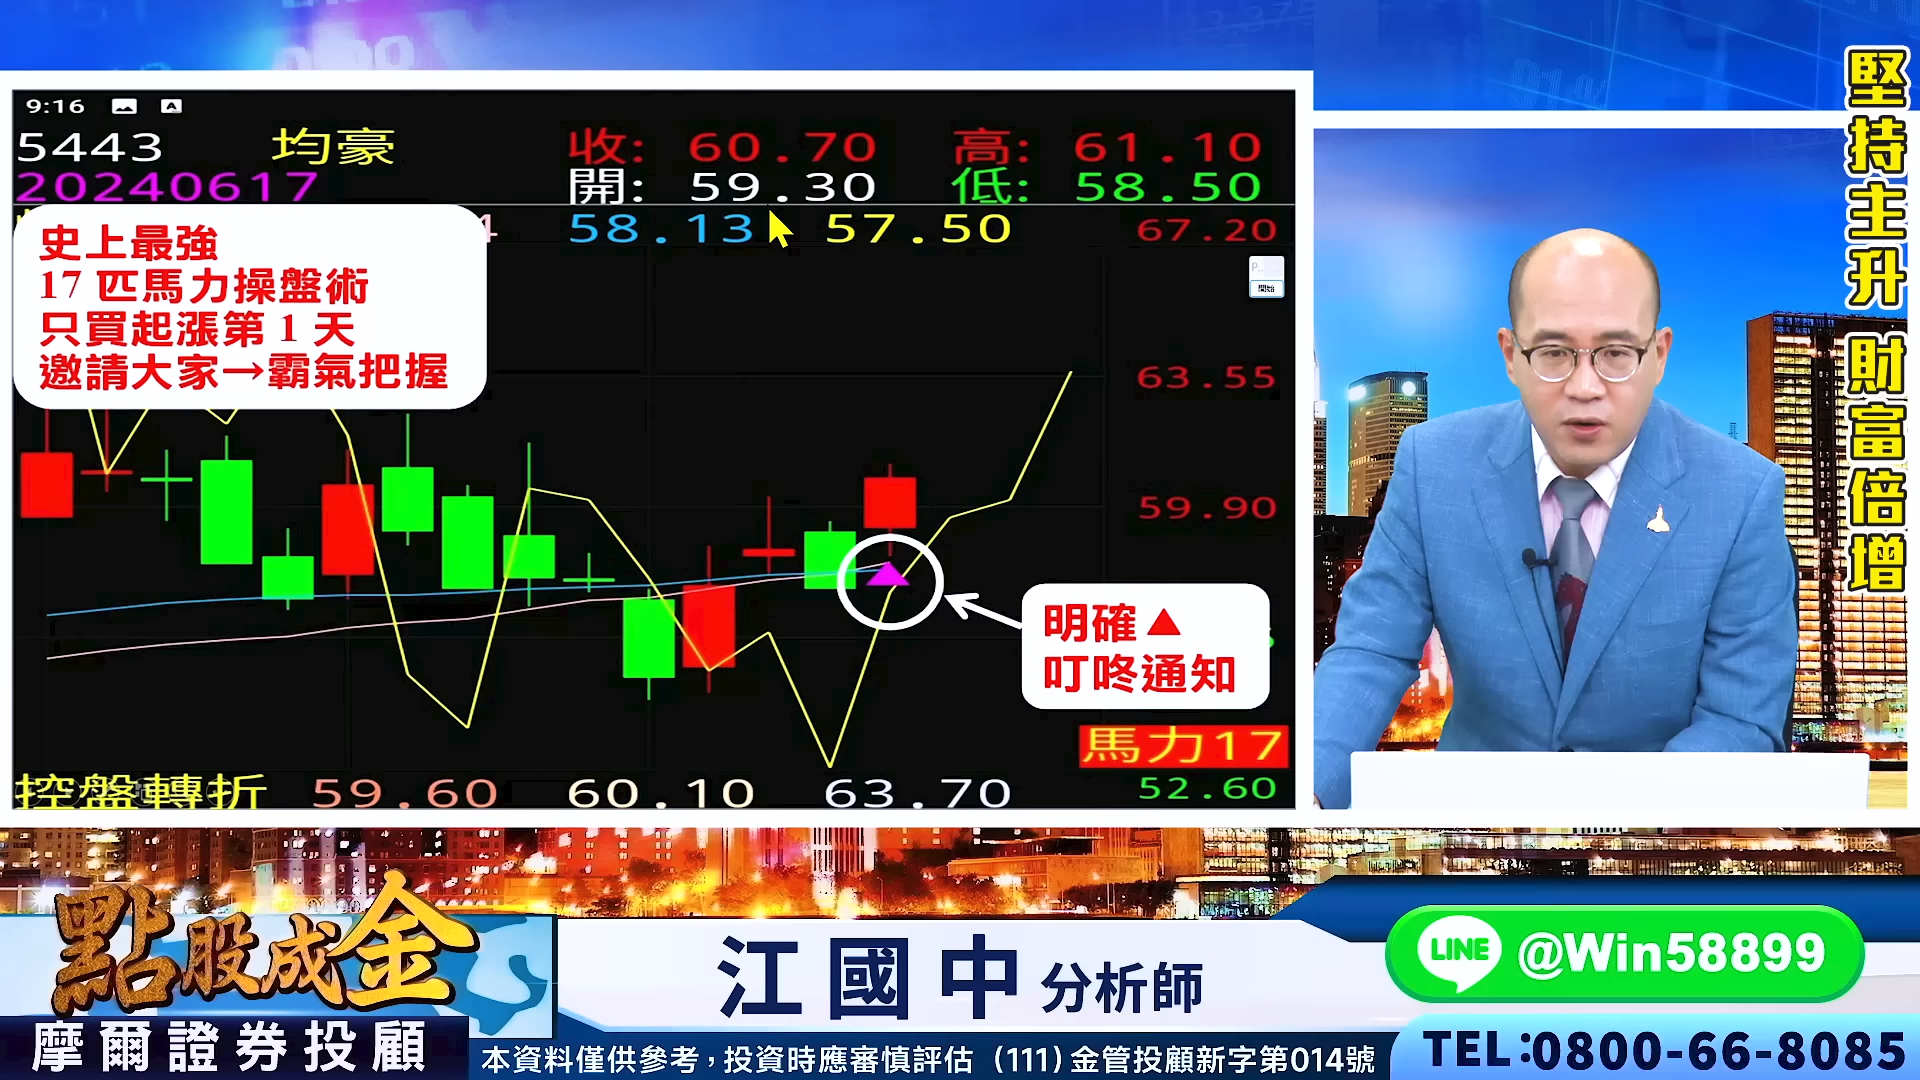 9:16
5443 均豪 收: 60.70 高: 61.10
20240617 開: 59.30 低: 58.50
58.13 57.50 67.20
史上最強
17 匹馬力操盤術
只買起漲第 1 天
邀請大家→霸氣把握
開始
63.55
59.90
明確▲
叮咚通知
馬力17
52.60
控盤轉折 59.60 60.10 63.70
堅持主升 財富倍增
點股成金
摩爾證券投顧
江國中 分析師
本資料僅供參考,投資時應審慎評估 (111)金管投顧新字第014號
LINE @Win58899
TEL:0800-66-8085